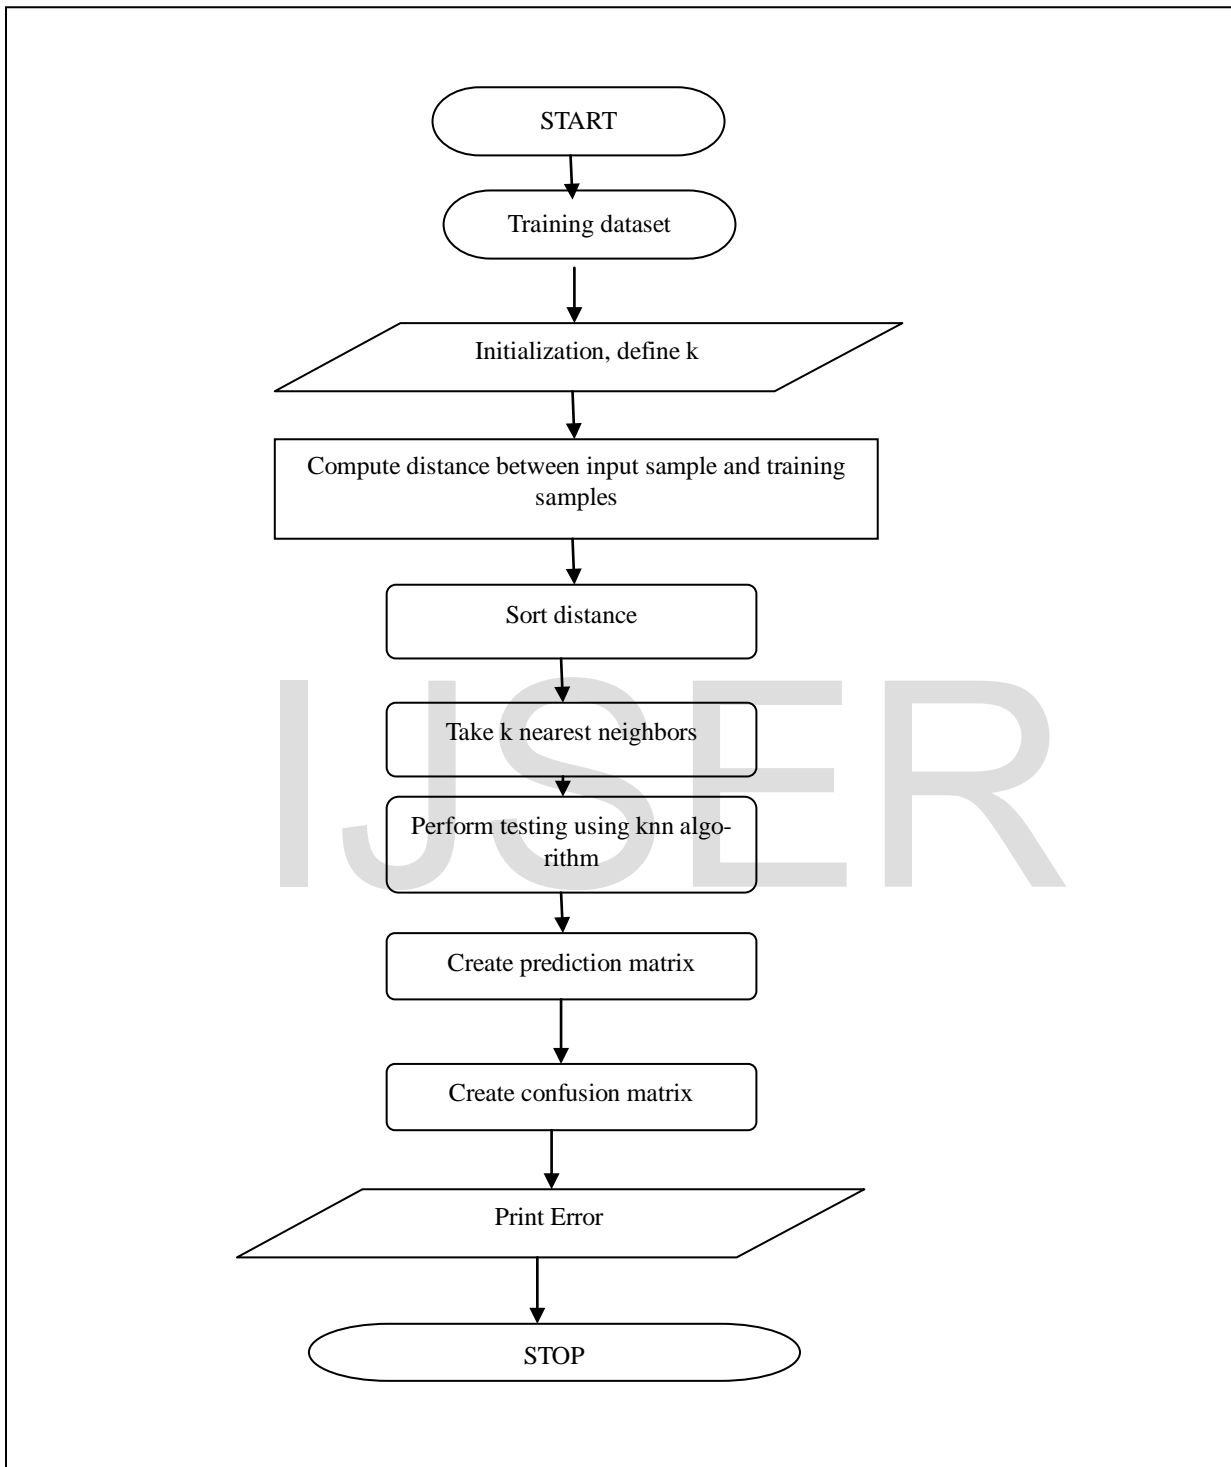 START
Training dataset
Initialization, define k
Compute distance between input sample and training
samples
Sort distance
IJSER
Take k nearest neighbors
Perform testing using knn algo-
rithm
Create prediction matrix
Create confusion matrix
Print Error
STOP